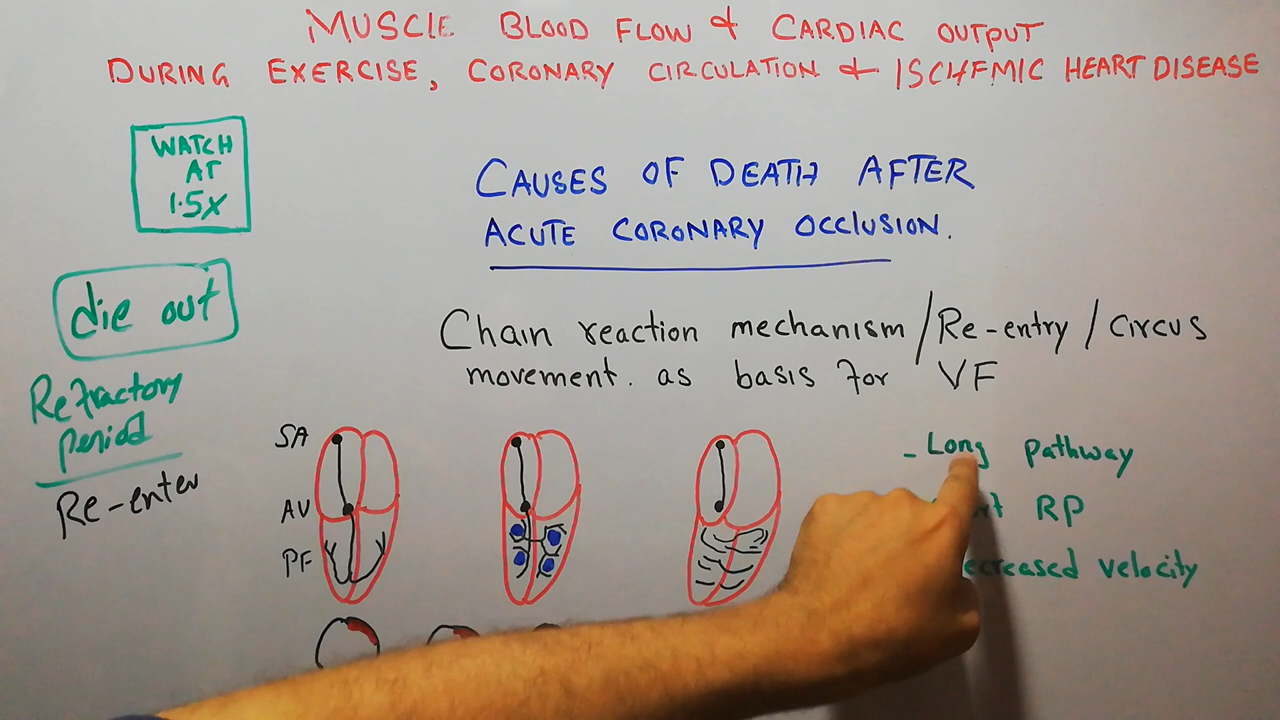 MUSCLE BLOOD FLOW & CARDIAC OUTPUT
DURING EXERCISE, CORONARY CIRCULATION & ISCHEMIC HEART DISEASE
WATCH
AT
1.5X
CAUSES OF DEATH AFTER
ACUTE CORONARY OCCLUSION.
die out
Refractory
period
Re-enter
Chain reaction mechanism / Re-entry / Circus
movement. as basis for VF
SA
AV
PF
- Long pathway
RP
velocity